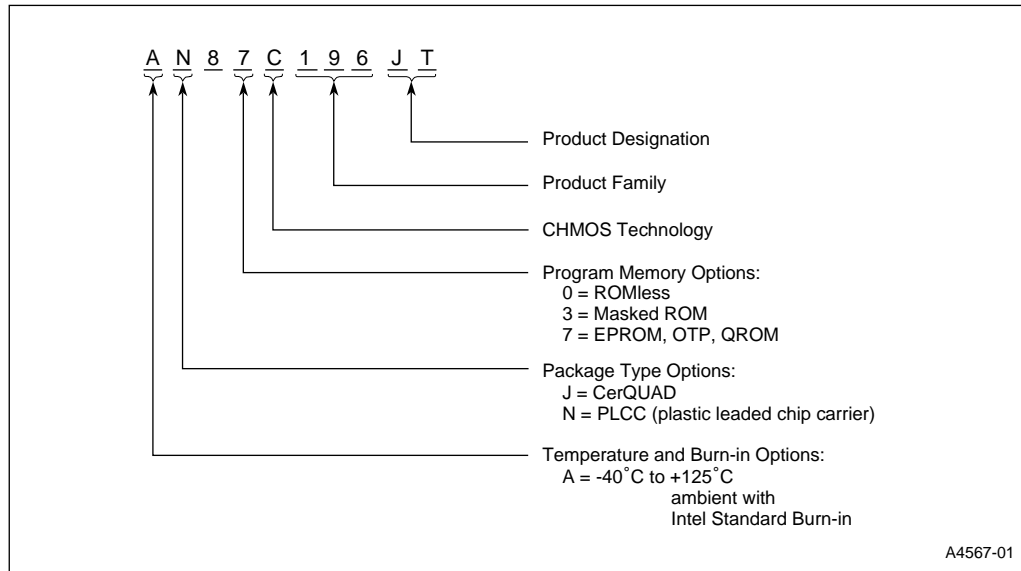 A N 8 7 C 1 9 6 J T
Product Designation
Product Family
CHMOS Technology
Program Memory Options:
0 = ROMless
3 = Masked ROM
7 = EPROM, OTP, QROM
Package Type Options:
J = CerQUAD
N = PLCC (plastic leaded chip carrier)
Temperature and Burn-in Options:
A = -40˚C to +125˚C
ambient with
Intel Standard Burn-in
A4567-01